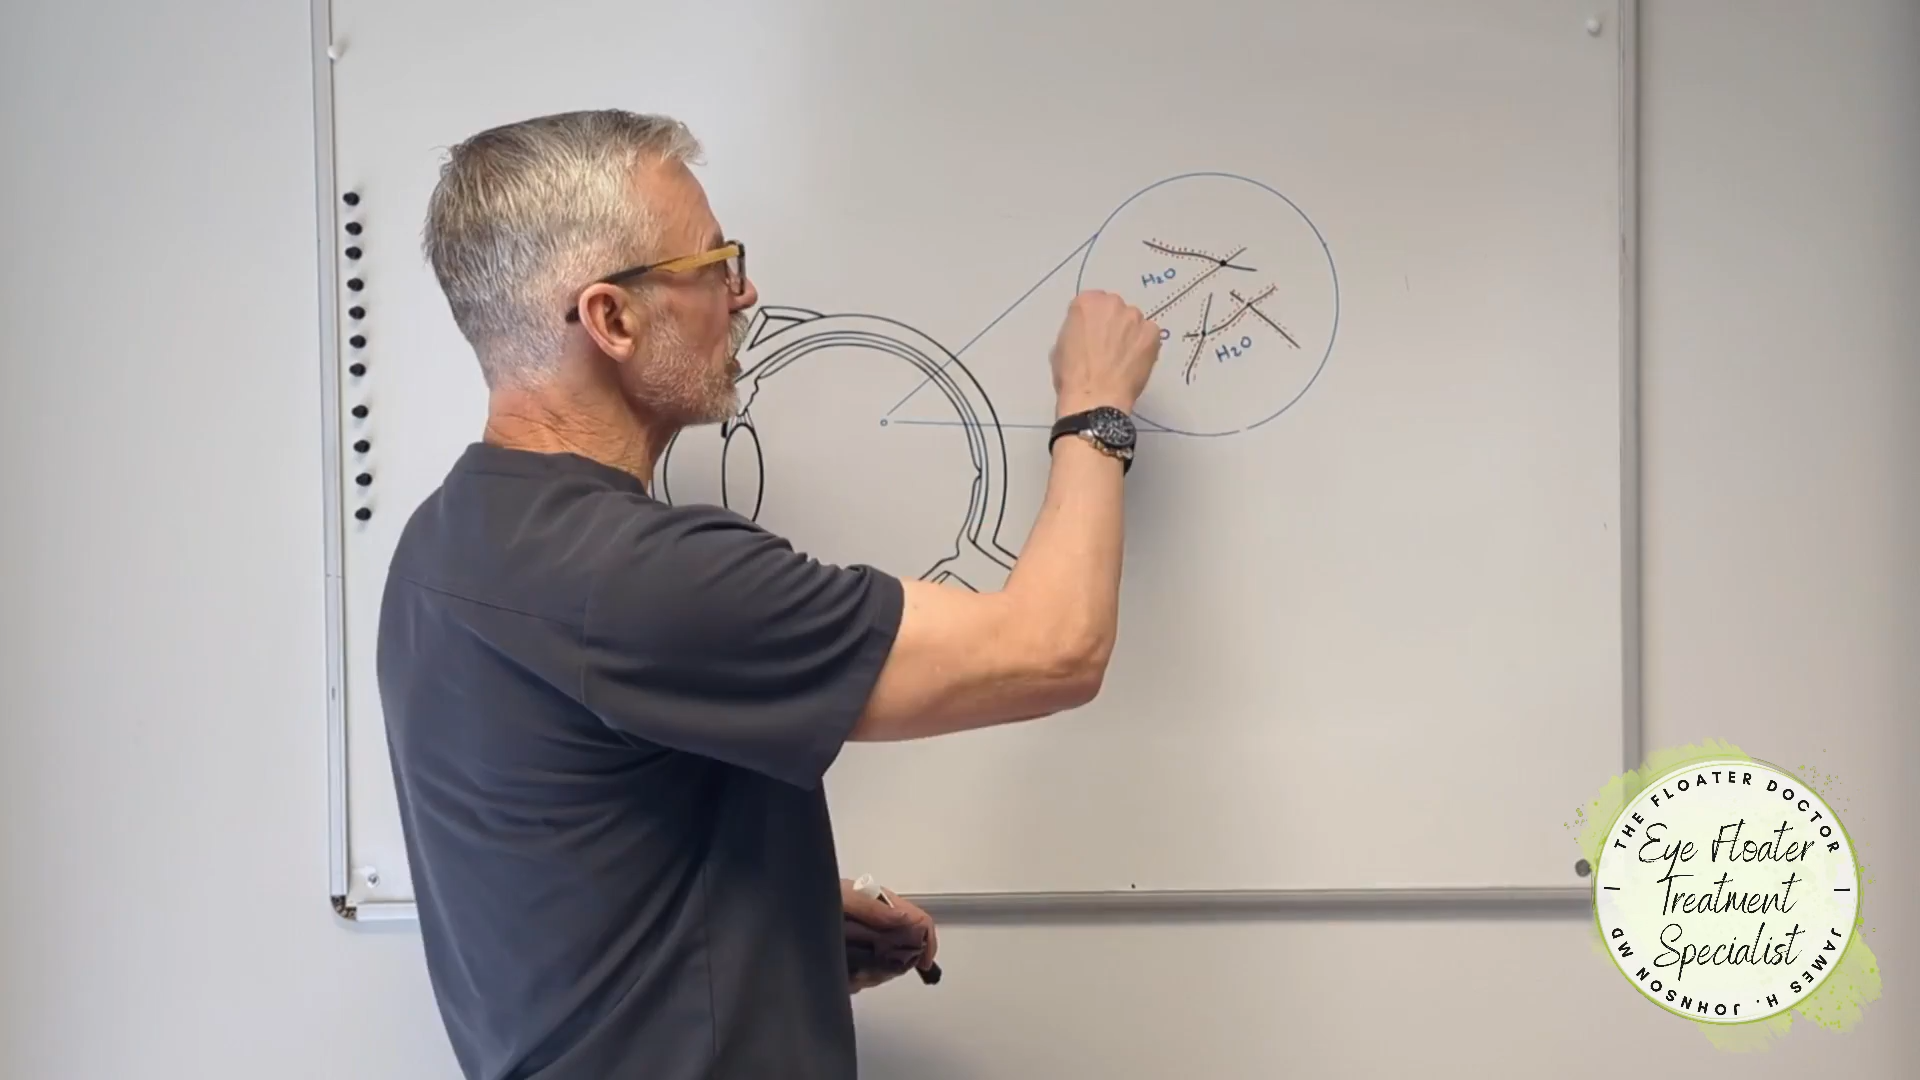 H₂O
O
H₂O
THE FLOATER DOCTOR
Eye Floater
Treatment
Specialist
JAMES H. JOHNSON MD